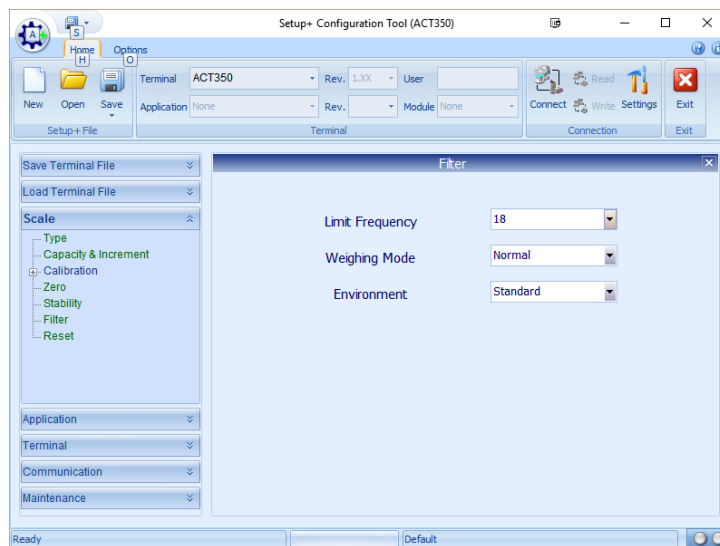 Setup+ Configuration Tool (ACT350)
S
Home Options
H O
Terminal ACT350 Rev. 1.XX User
Application None Rev. Module None
New Open Save
Connect Read Write Settings Exit
Setup+File Terminal Connection Exit
Save Terminal File
Load Terminal File
Scale
Type
Capacity & Increment
Calibration
Zero
Stability
Filter
Reset
Application
Terminal
Communication
Maintenance
Filter
Limit Frequency 18
Weighing Mode Normal
Environment Standard
Ready Default